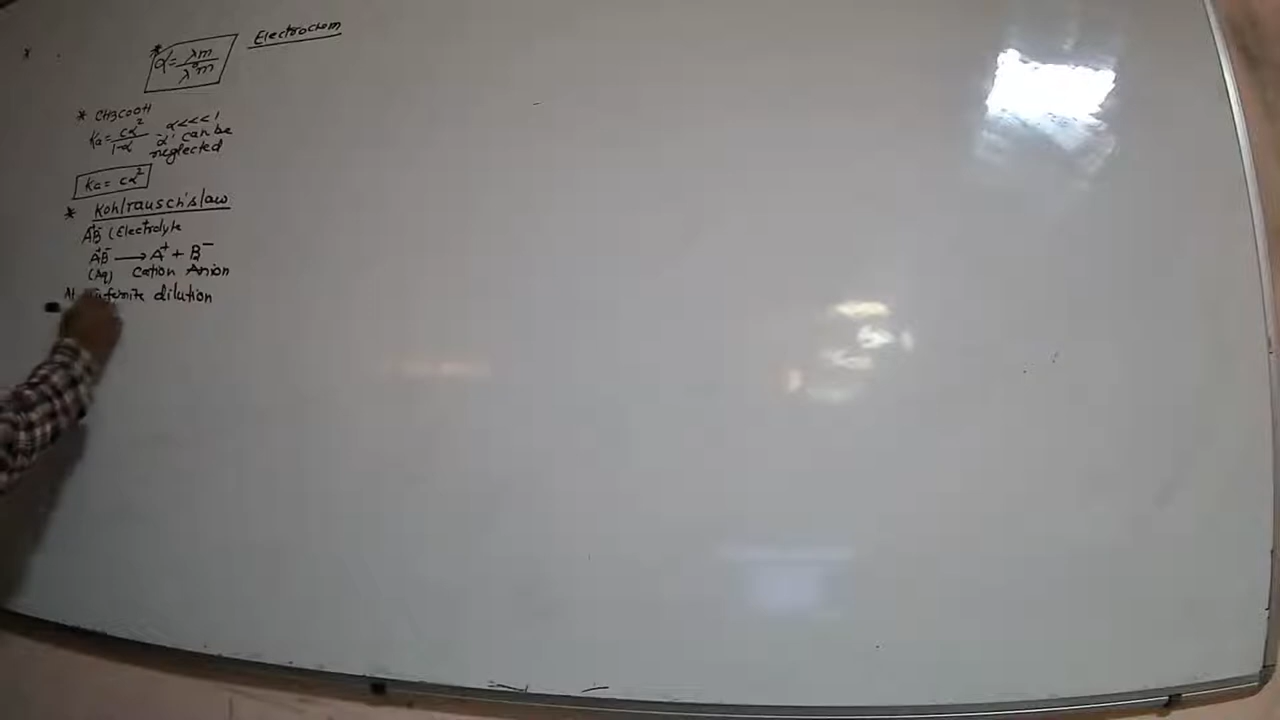 Electrochem
* α = λm / λ°m
* CH3COOH
Ka = cα² / 1-α α<<<1
'α' can be
neglected
Ka = cα²
* Kohlrausch's law
A⁺B⁻ (Electrolyte
A⁺B⁻ ⟶ A⁺ + B⁻
(Aq) Cation Anion
dilution